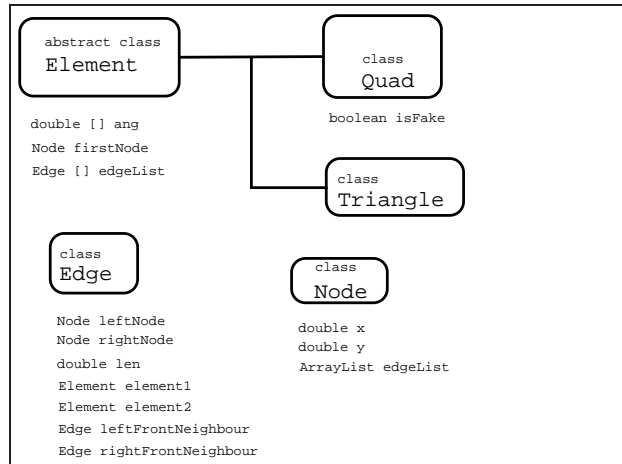 abstract class
Element
double [] ang
Node firstNode
Edge [] edgeList
class
Quad
boolean isFake
class
Triangle
class
Edge
Node leftNode
Node rightNode
double len
Element element1
Element element2
Edge leftFrontNeighbour
Edge rightFrontNeighbour
class
Node
double x
double y
ArrayList edgeList